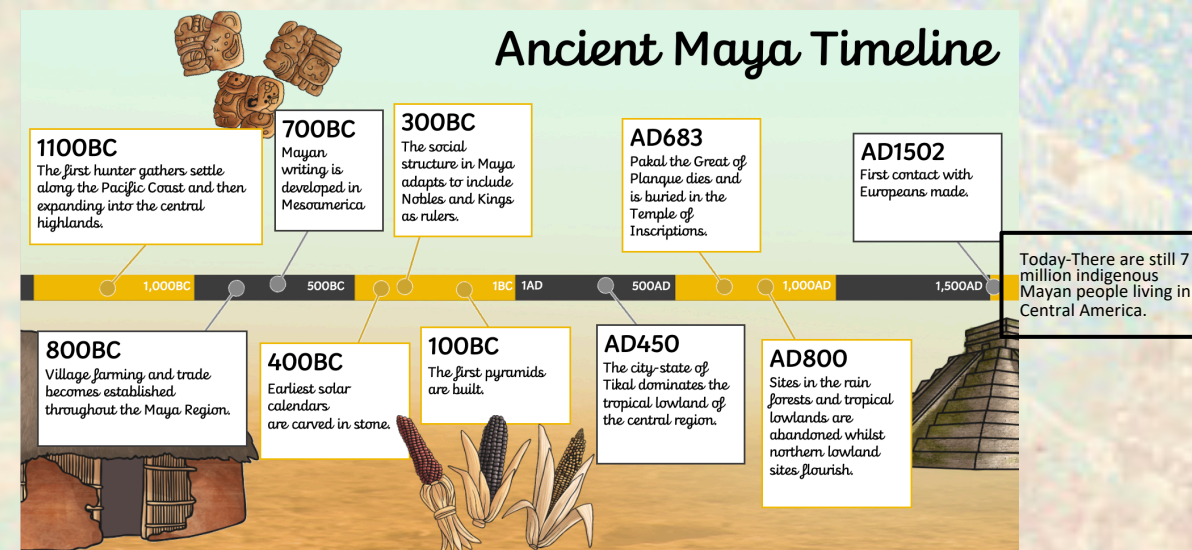 Ancient Maya Timeline
1100BC
The first hunter gathers settle
along the Pacific Coast and then
expanding into the central
highlands.
700BC
Mayan
writing is
developed in
Mesoamerica
300BC
The social
structure in Maya
adapts to include
Nobles and Kings
as rulers.
AD683
Pakal the Great of
Planque dies and
is buried in the
Temple of
Inscriptions.
AD1502
First contact with
Europeans made.
1,000BC
500BC
1BC
1AD
500AD
1,000AD
1,500AD
Today-There are still 7
million indigenous
Mayan people living in
Central America.
800BC
Village farming and trade
becomes established
throughout the Maya Region.
400BC
Earliest solar
calendars
are carved in stone.
100BC
The first pyramids
are built.
AD450
The city-state of
Tikal dominates the
tropical lowland of
the central region.
AD800
Sites in the rain
forests and tropical
lowlands are
abandoned whilst
northern lowland
sites flourish.